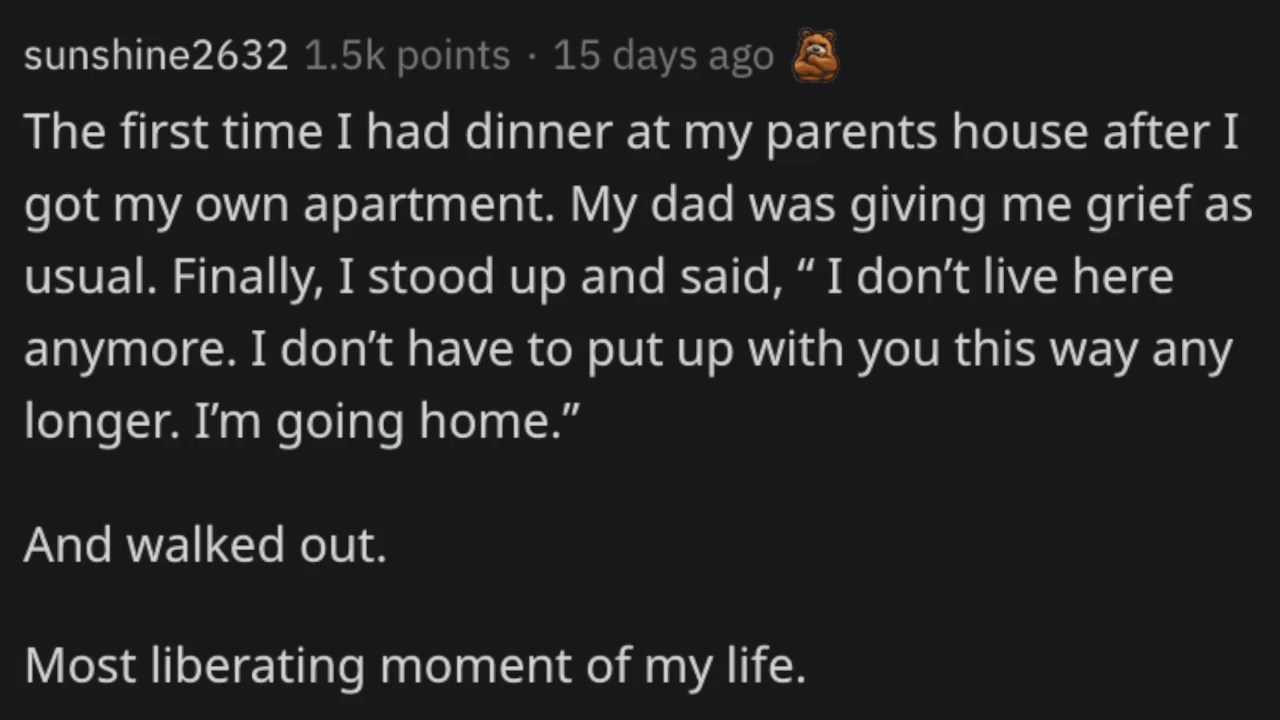 sunshine2632 1.5k points · 15 days ago
The first time I had dinner at my parents house after I
got my own apartment. My dad was giving me grief as
usual. Finally, I stood up and said, “ I don’t live here
anymore. I don’t have to put up with you this way any
longer. I’m going home.”
And walked out.
Most liberating moment of my life.